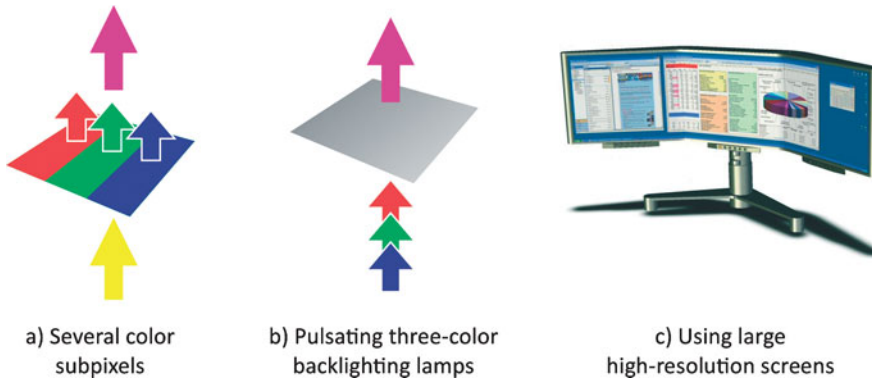 a) Several color
subpixels
b) Pulsating three-color
backlighting lamps
c) Using large
high-resolution screens